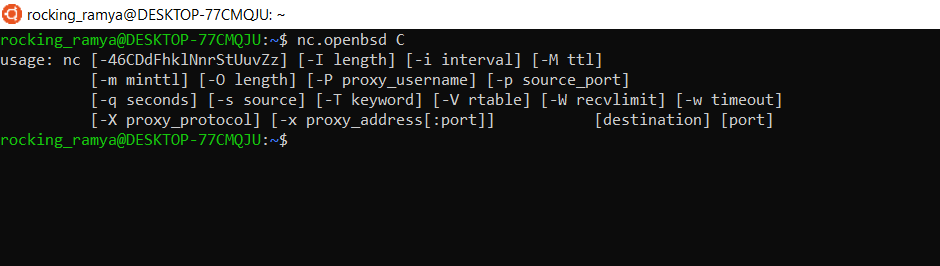 rocking_ramya@DESKTOP-77CMQJU: ~
rocking_ramya@DESKTOP-77CMQJU:~$ nc.openbsd C
usage: nc [-46CDdFhklNnrStUuvZz] [-I length] [-i interval] [-M ttl]
[-m minttl] [-O length] [-P proxy_username] [-p source_port]
[-q seconds] [-s source] [-T keyword] [-V rtable] [-W recvlimit] [-w timeout]
[-X proxy_protocol] [-x proxy_address[:port]] [destination] [port]
rocking_ramya@DESKTOP-77CMQJU:~$